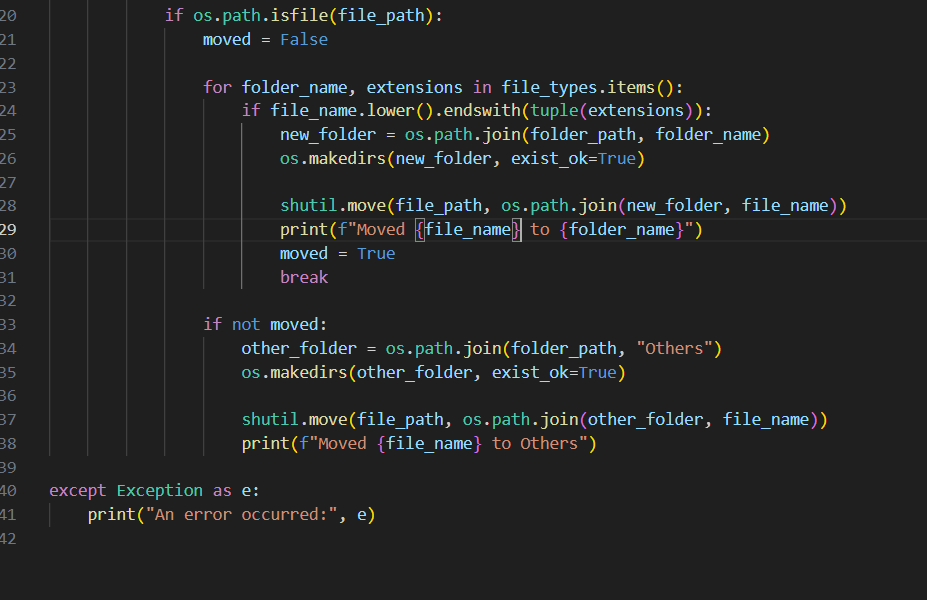 20 if os.path.isfile(file_path):
21 moved = False
22
23 for folder_name, extensions in file_types.items():
24 if file_name.lower().endswith(tuple(extensions)):
25 new_folder = os.path.join(folder_path, folder_name)
26 os.makedirs(new_folder, exist_ok=True)
27
28 shutil.move(file_path, os.path.join(new_folder, file_name))
29 print(f"Moved {file_name} to {folder_name}")
30 moved = True
31 break
32
33 if not moved:
34 other_folder = os.path.join(folder_path, "Others")
35 os.makedirs(other_folder, exist_ok=True)
36
37 shutil.move(file_path, os.path.join(other_folder, file_name))
38 print(f"Moved {file_name} to Others")
39
40 except Exception as e:
41 print("An error occurred:", e)
42